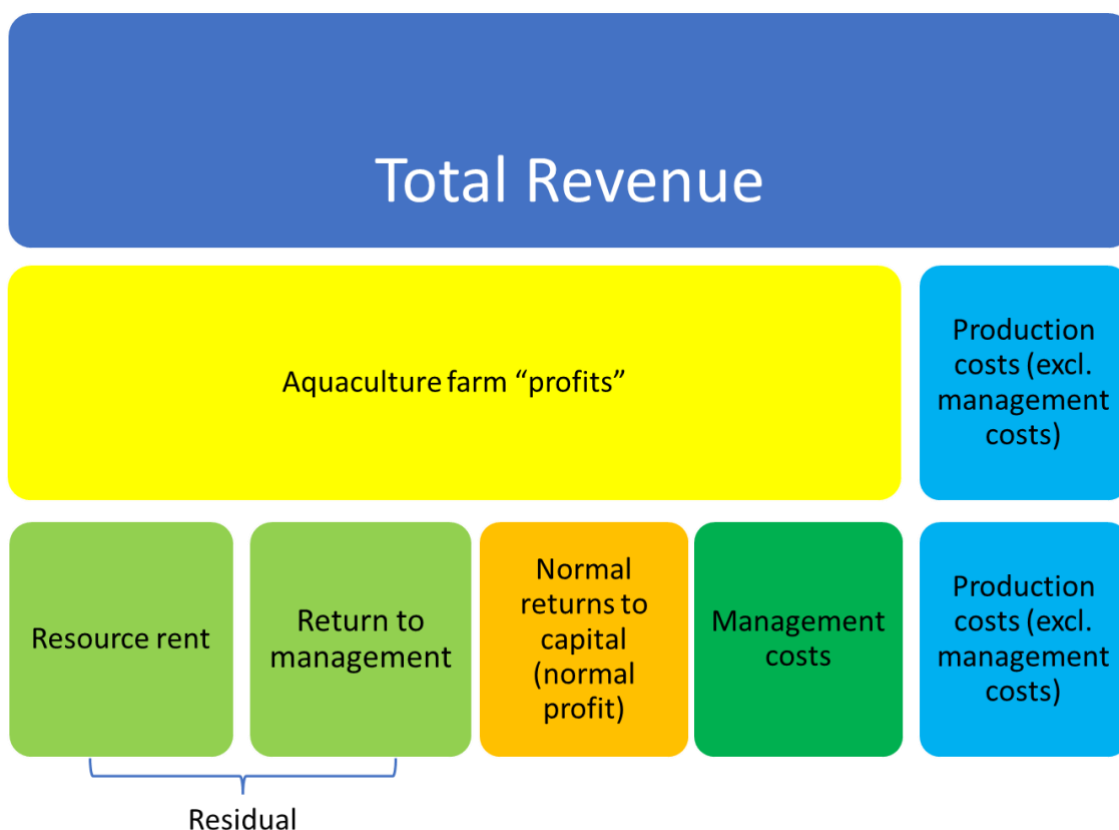 Total Revenue
Aquaculture farm “profits”
Production
costs (excl.
management
costs)
Resource rent
Return to
management
Normal
returns to
capital
(normal
profit)
Management
costs
Production
costs (excl.
management
costs)
Residual